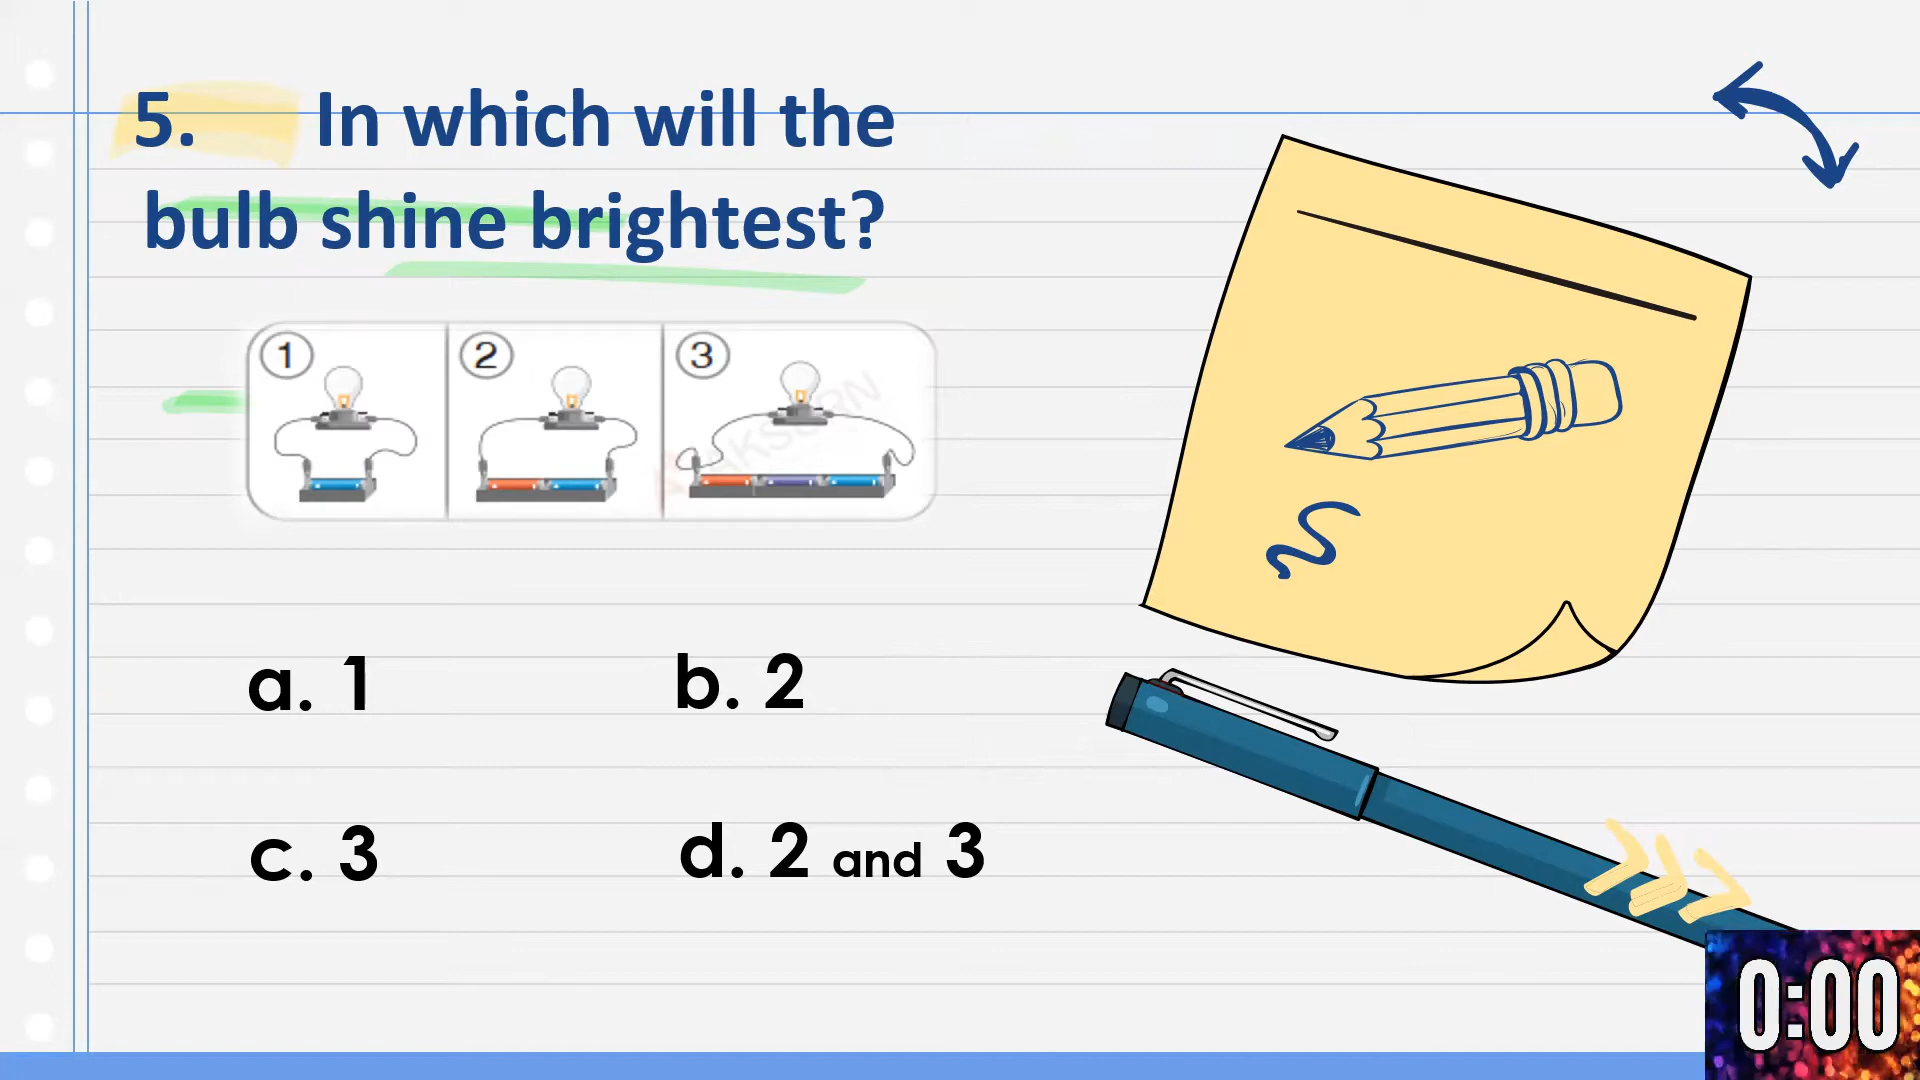 5. In which will the
bulb shine brightest?
1 2 3
a. 1 b. 2
c. 3 d. 2 and 3
0:00